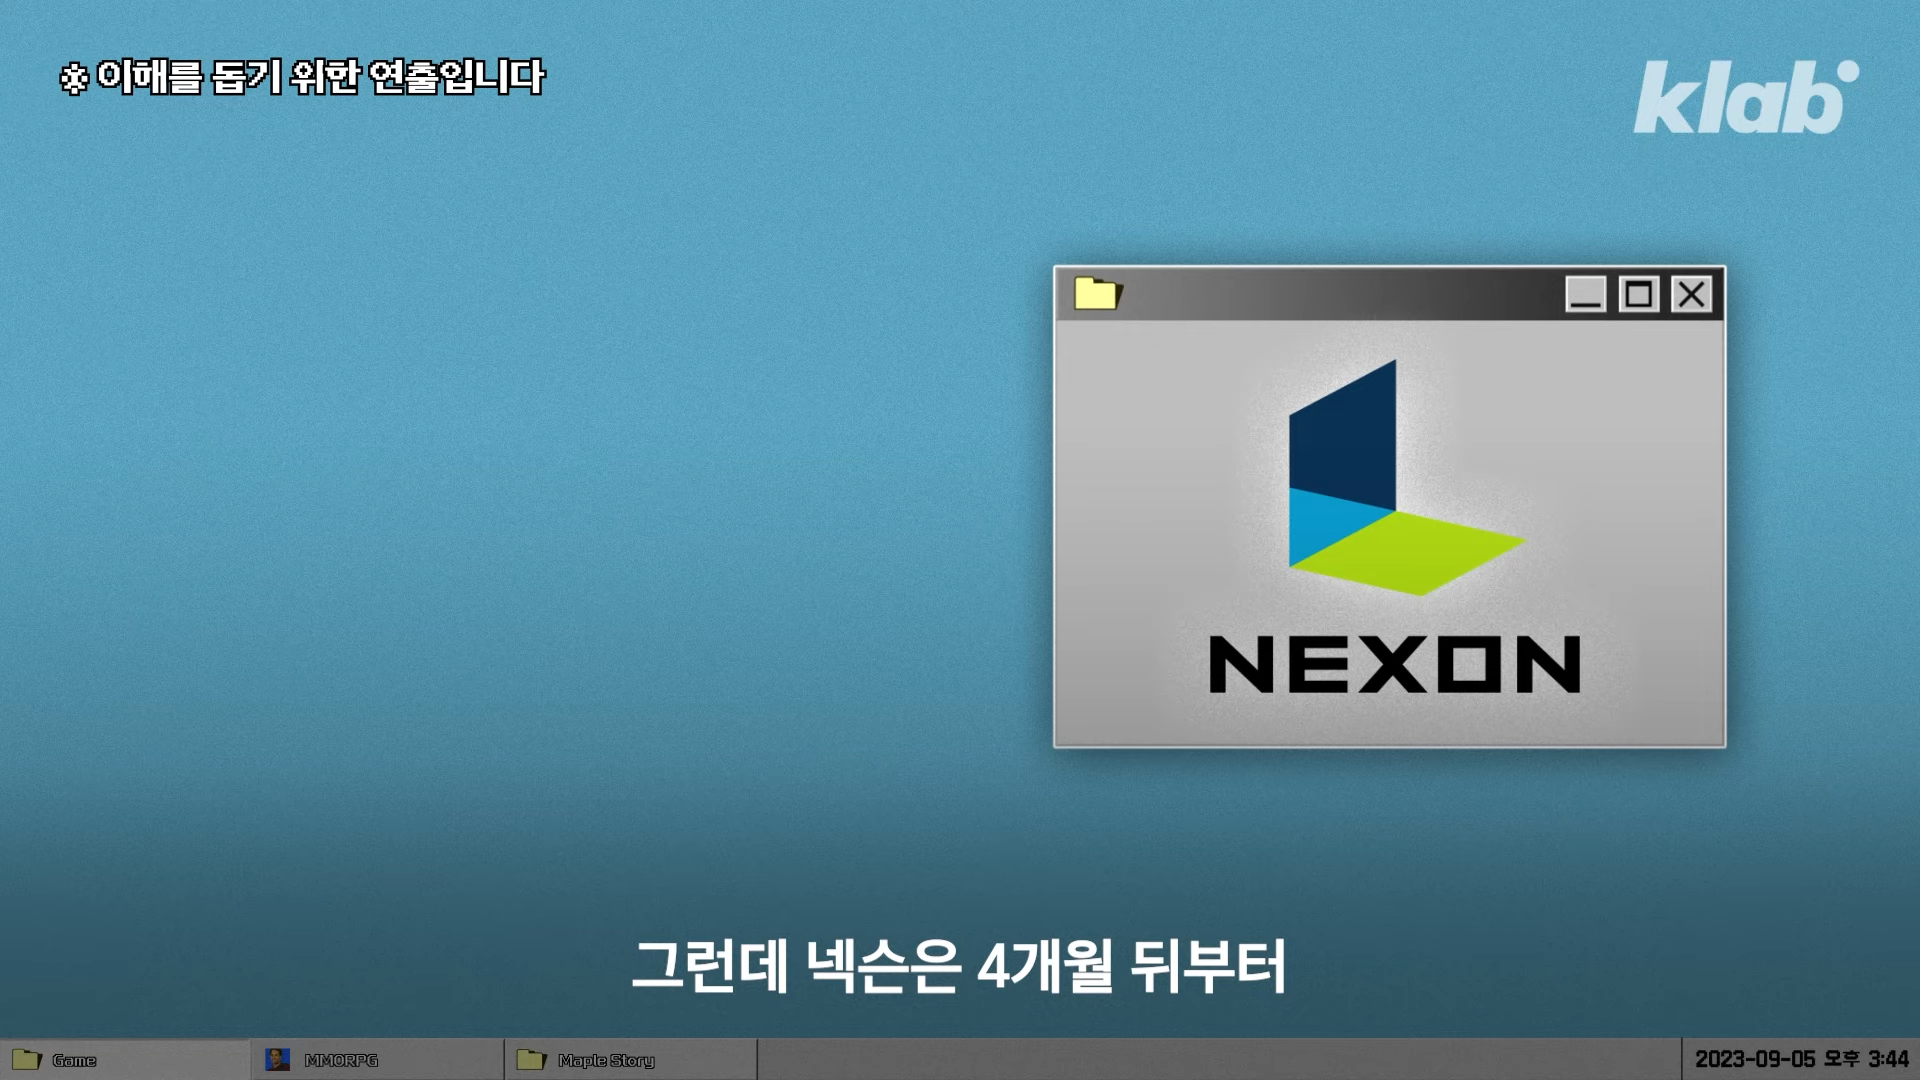 ※ 이해를 돕기 위한 연출입니다
klab
NEXON
그런데 넥슨은 4개월 뒤부터
Game
MMORPG
Maple Story
2023-09-05 오후 3:44